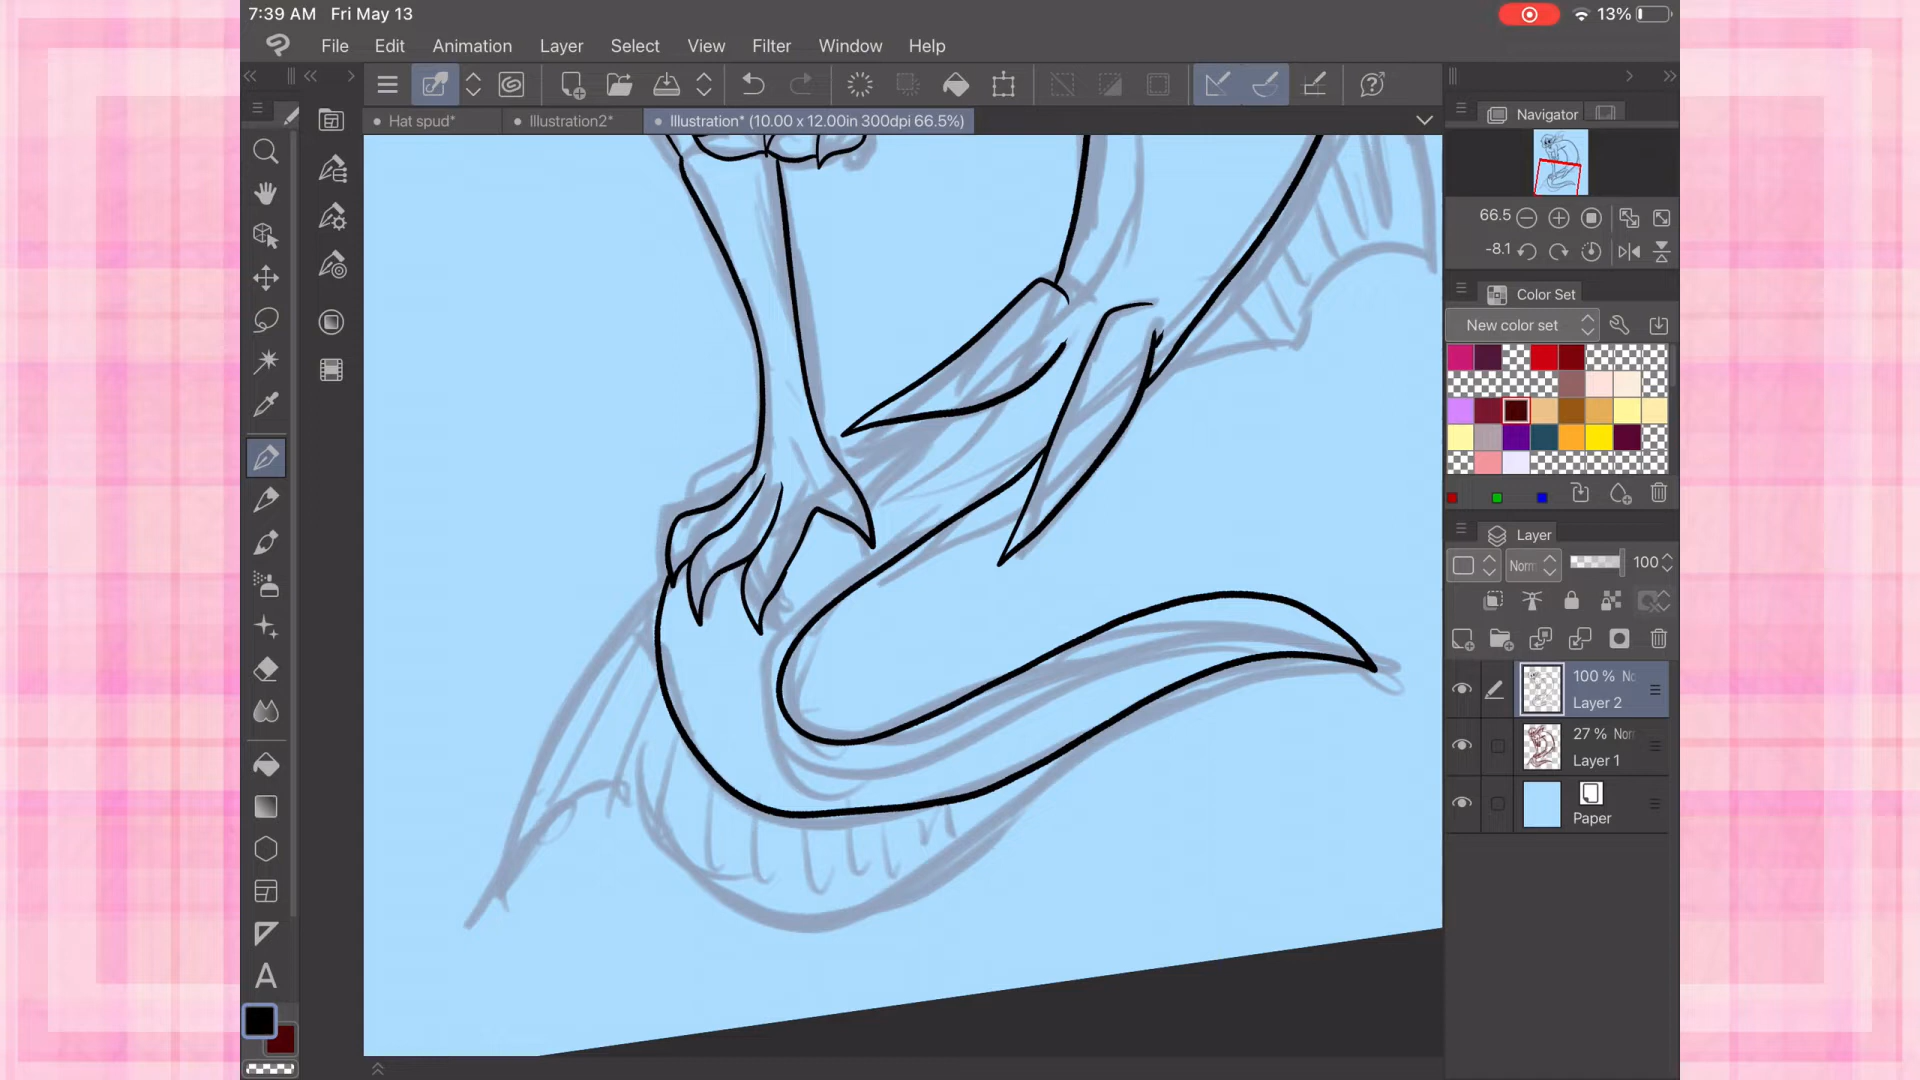 7:39 AM Fri May 13
13%
File Edit Animation Layer Select View Filter Window Help
Hat spud* Illustration2* Illustration* (10.00 x 12.00in 300dpi 66.5%)
Navigator
66.5
-8.1
Color Set
New color set
Layer
Norm 100
100 % No
Layer 2
27 % Nor
Layer 1
Paper
A